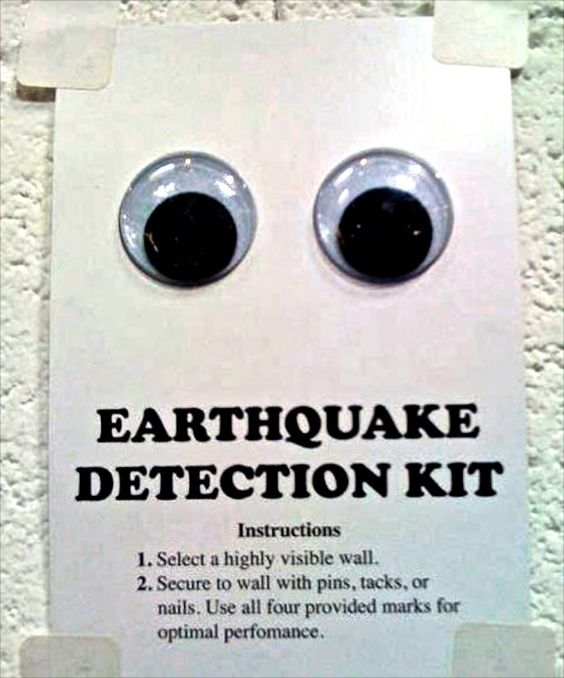 EARTHQUAKE
DETECTION KIT
Instructions
1. Select a highly visible wall.
2. Secure to wall with pins, tacks, or
nails. Use all four provided marks for
optimal perfomance.